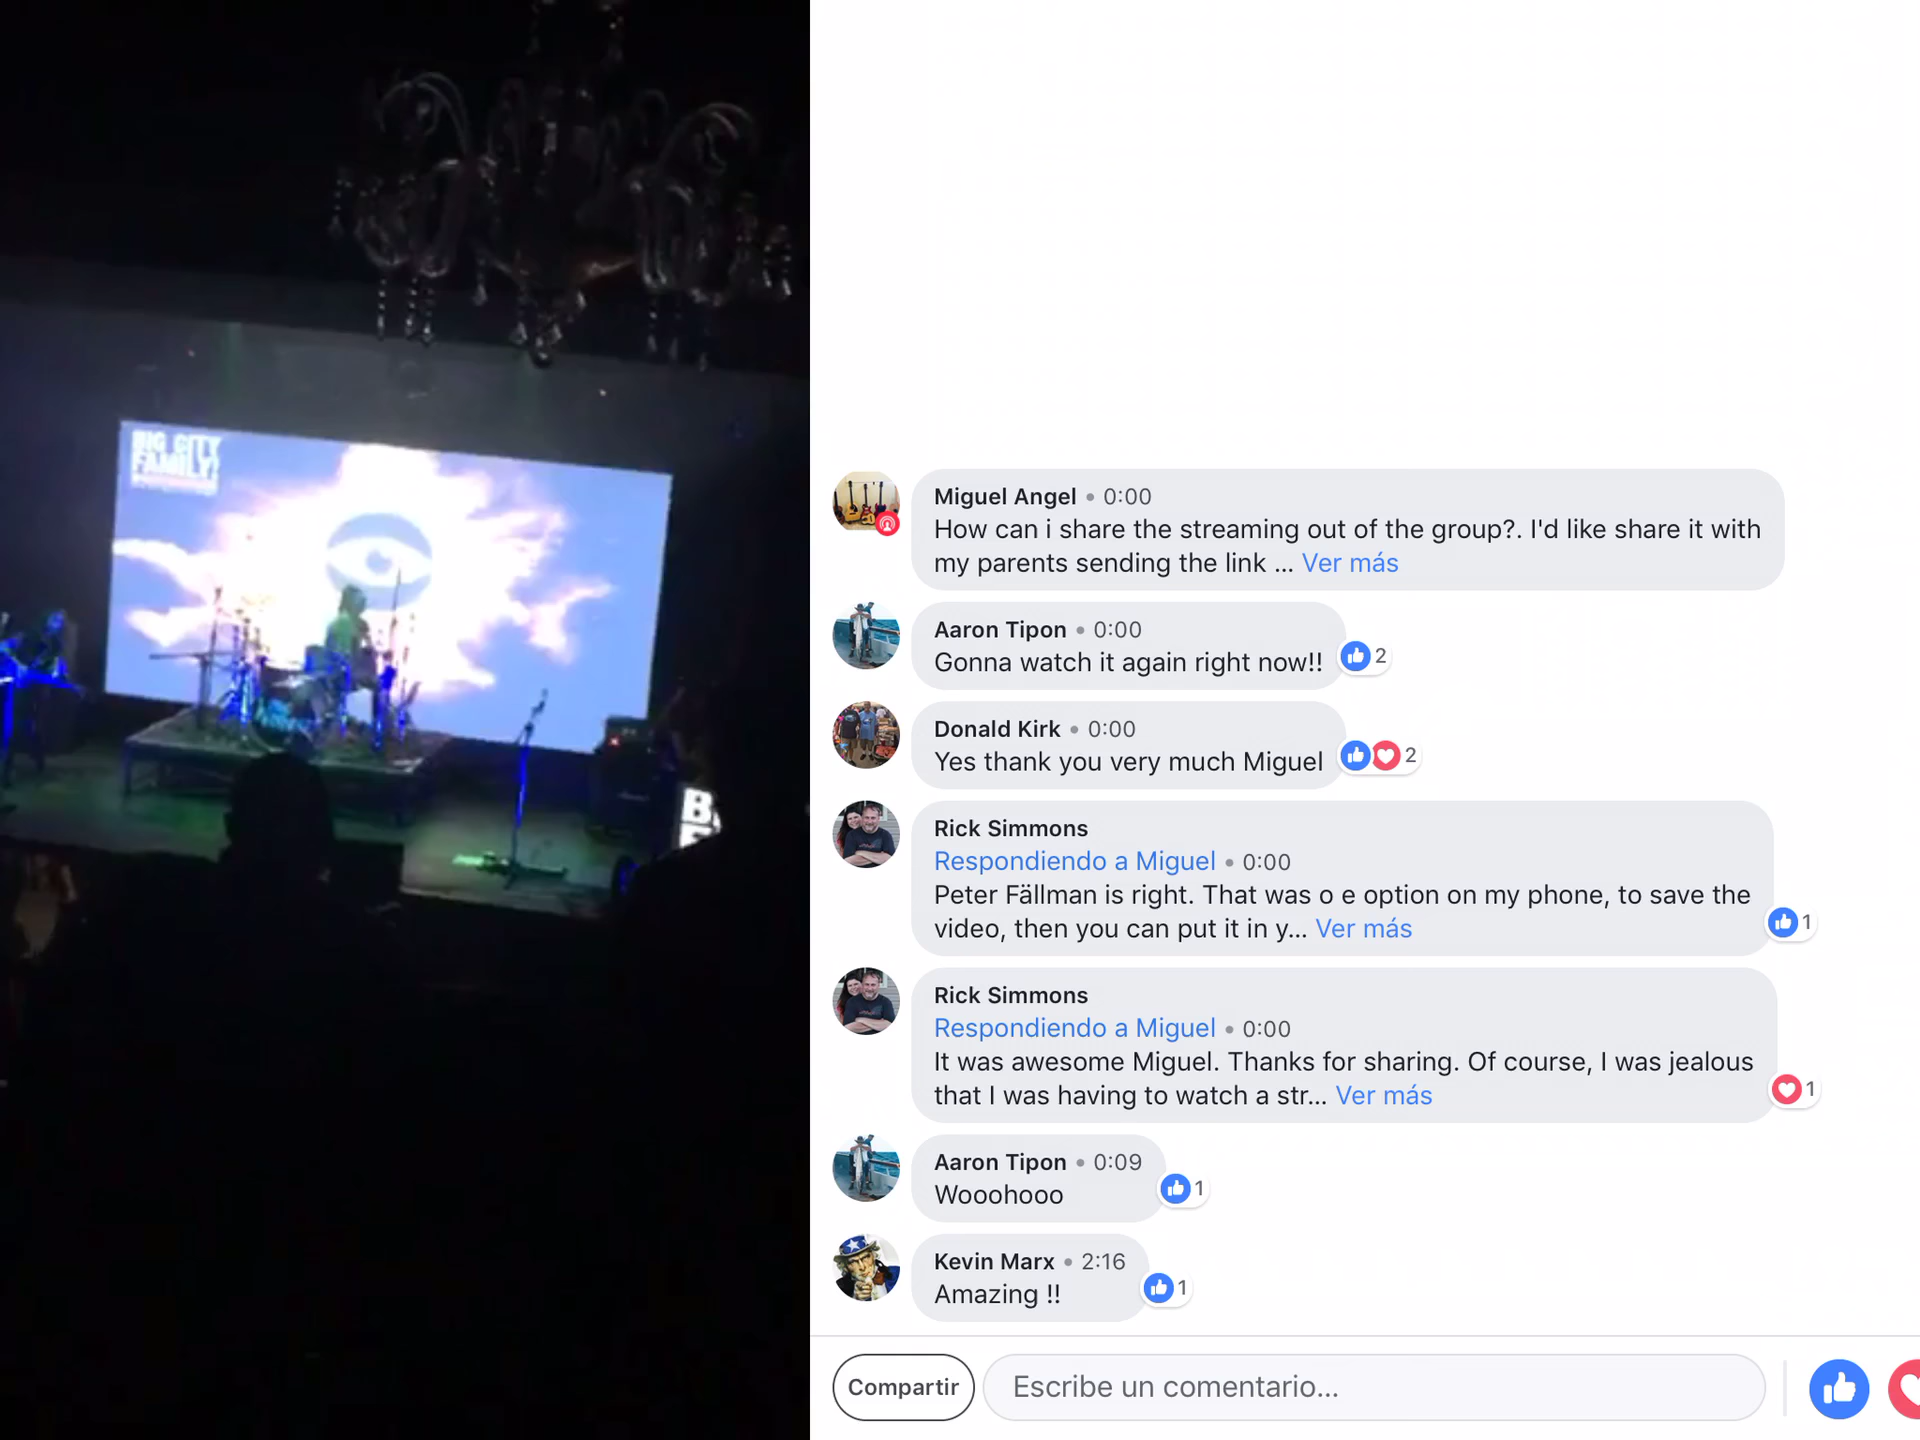 BIG CITY
FAMILY
Miguel Angel • 0:00
How can i share the streaming out of the group?. I'd like share it with
my parents sending the link ... Ver más
Aaron Tipon • 0:00
Gonna watch it again right now!!
2
Donald Kirk • 0:00
Yes thank you very much Miguel
2
Rick Simmons
Respondiendo a Miguel • 0:00
Peter Fällman is right. That was o e option on my phone, to save the
video, then you can put it in y... Ver más
1
Rick Simmons
Respondiendo a Miguel • 0:00
It was awesome Miguel. Thanks for sharing. Of course, I was jealous
that I was having to watch a str... Ver más
1
Aaron Tipon • 0:09
Wooohooo
1
Kevin Marx • 2:16
Amazing !!
1
Compartir
Escribe un comentario...